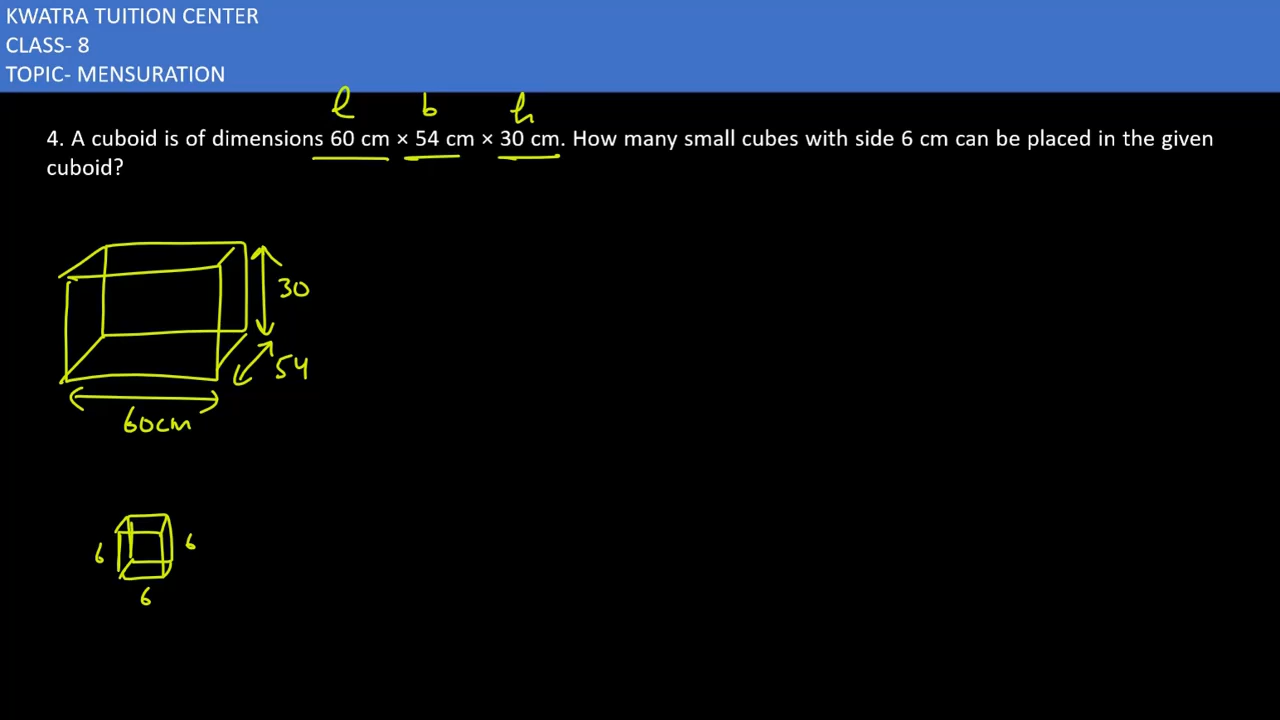 KWATRA TUITION CENTER
CLASS- 8
TOPIC- MENSURATION
l b h
4. A cuboid is of dimensions 60 cm × 54 cm × 30 cm. How many small cubes with side 6 cm can be placed in the given
cuboid?
30
54
60cm
6 6
6